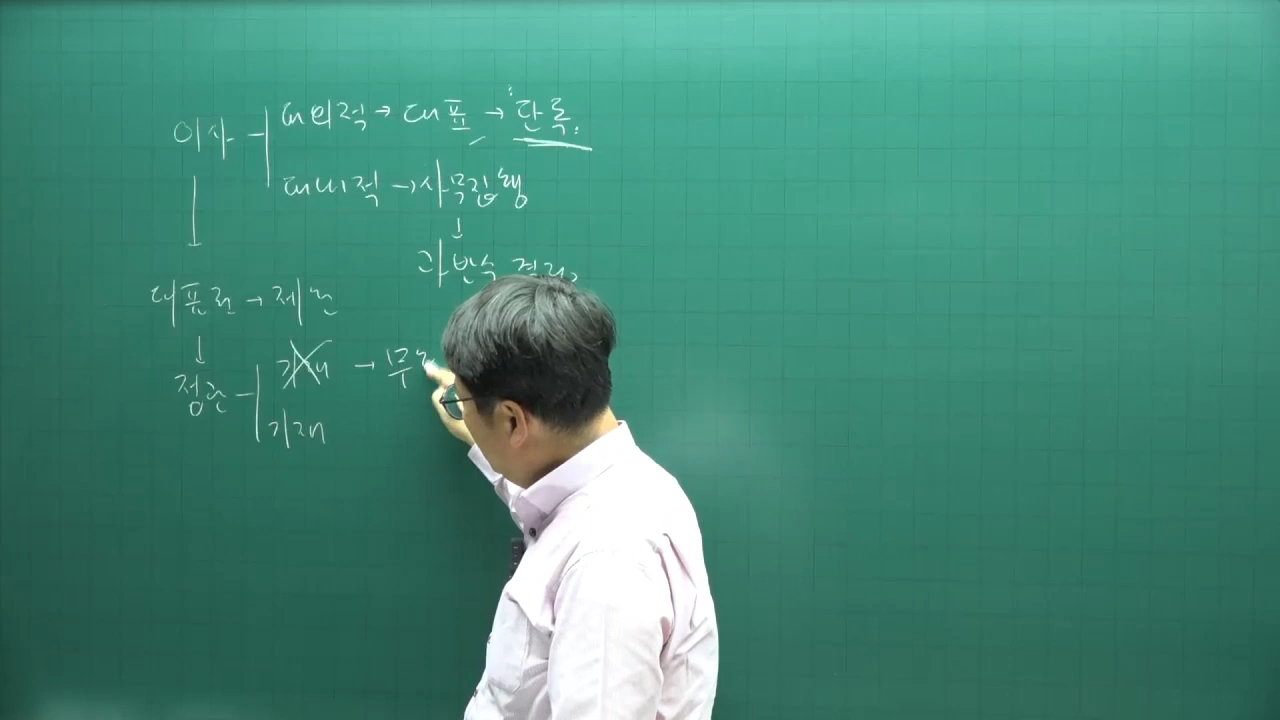 이사 대외적 → 대표 → 단독.
대내적 → 사무집행
↓
과반수 결정
대표권 → 제한
↓
정관 기재 → 무
기재